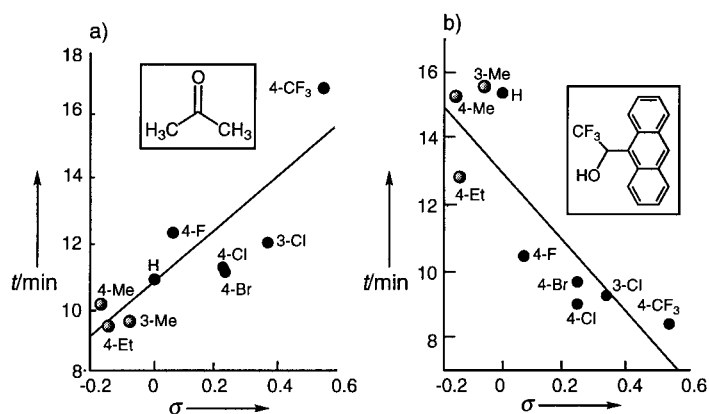 a)
18
16
14
12
10
8
t/min
-0.2
0
0.2
0.4
0.6
σ
O
H₃C
CH₃
4-CF₃
4-F
3-Cl
4-Cl
4-Br
H
4-Me
3-Me
4-Et
b)
16
14
12
10
8
t/min
-0.2
0
0.2
0.4
0.6
σ
CF₃
HO
3-Me
H
4-Me
4-Et
4-F
4-Br
3-Cl
4-CF₃
4-Cl